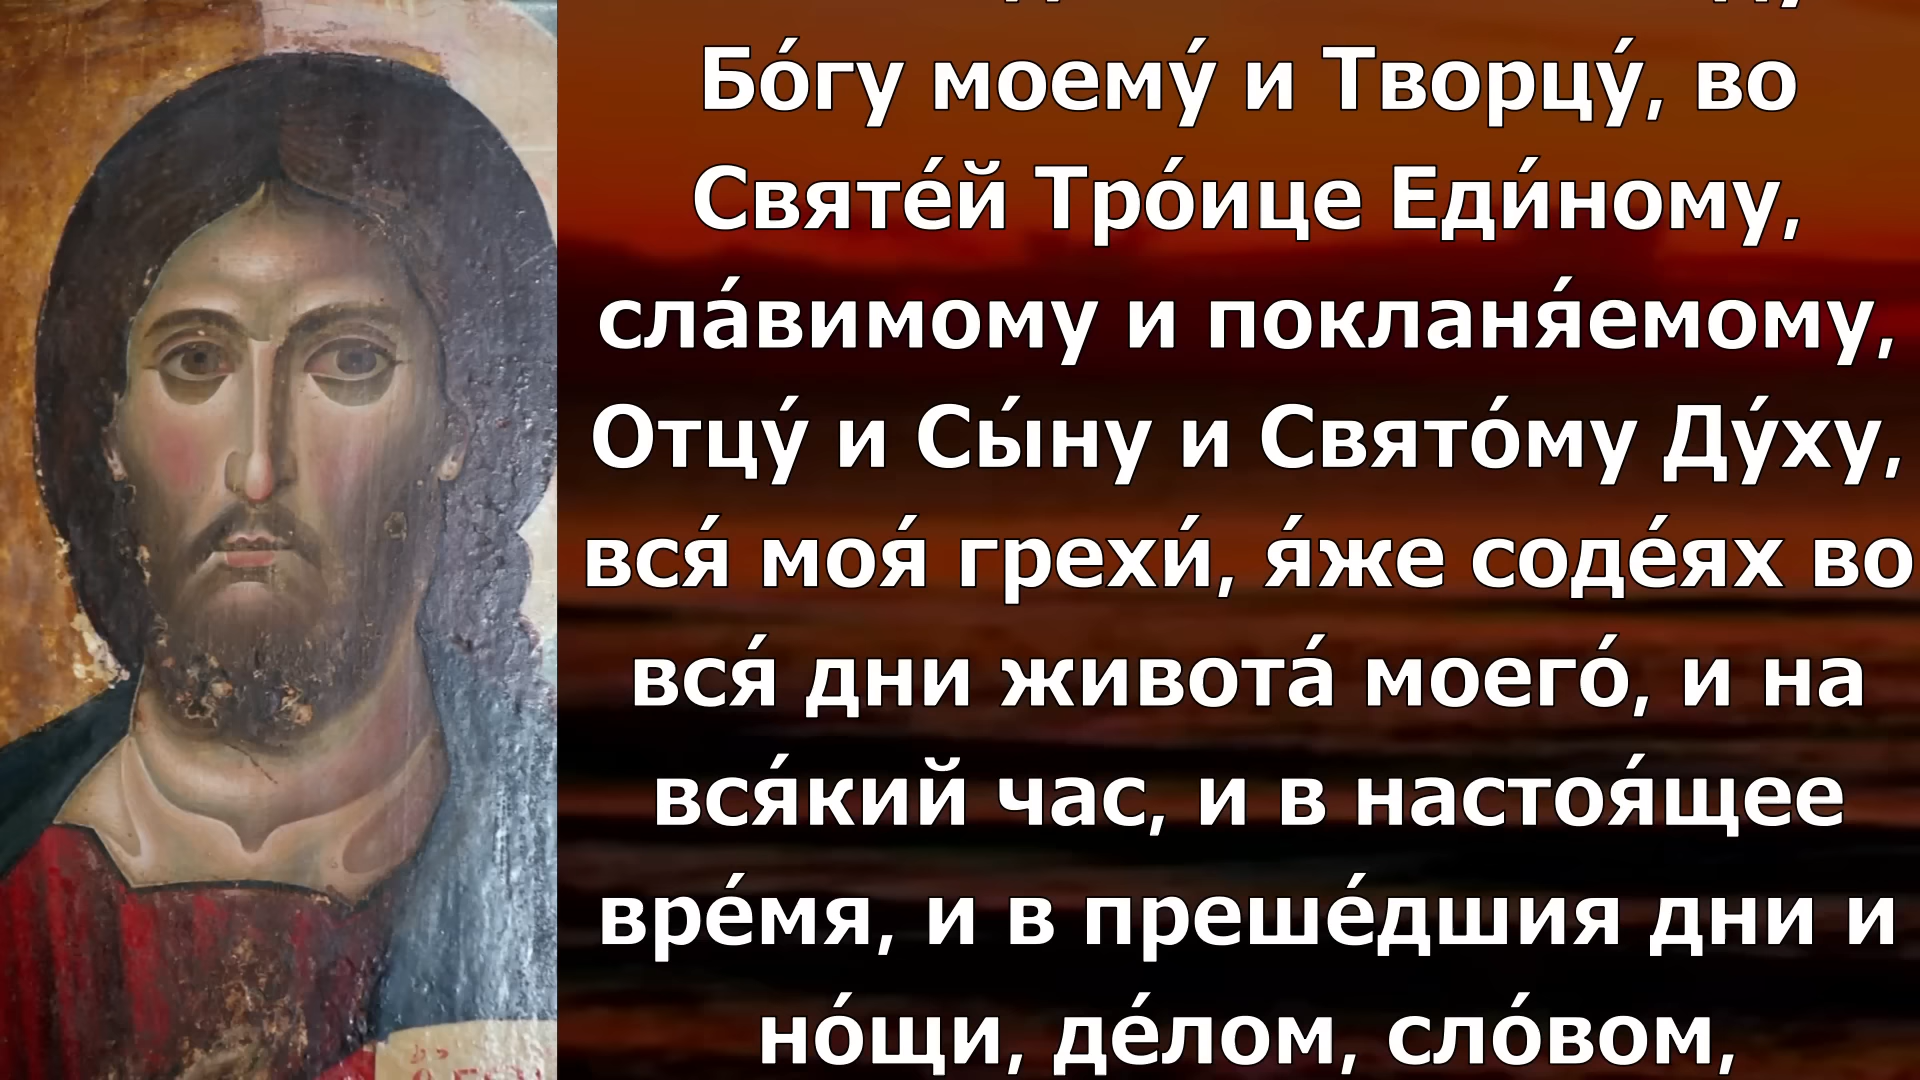 Бо́гу моему́ и Творцу́, во
Святе́й Тро́ице Еди́ному,
сла́вимому и покланя́емому,
Отцу́ и Сы́ну и Свято́му Ду́ху,
вся́ моя́ грехи́, я́же соде́ях во
вся́ дни живота́ моего́, и на
вся́кий час, и в настоя́щее
вре́мя, и в преше́дшия дни и
но́щи, де́лом, сло́вом,